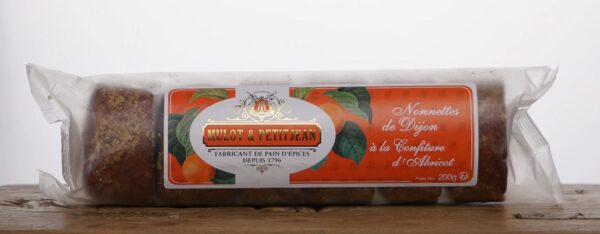 MULOT & PETITJEAN
FABRICANT DE PAIN D'ÉPICES
DEPUIS 1796
Nonnettes
de Dijon
à la Confiture
d'Abricot
200g